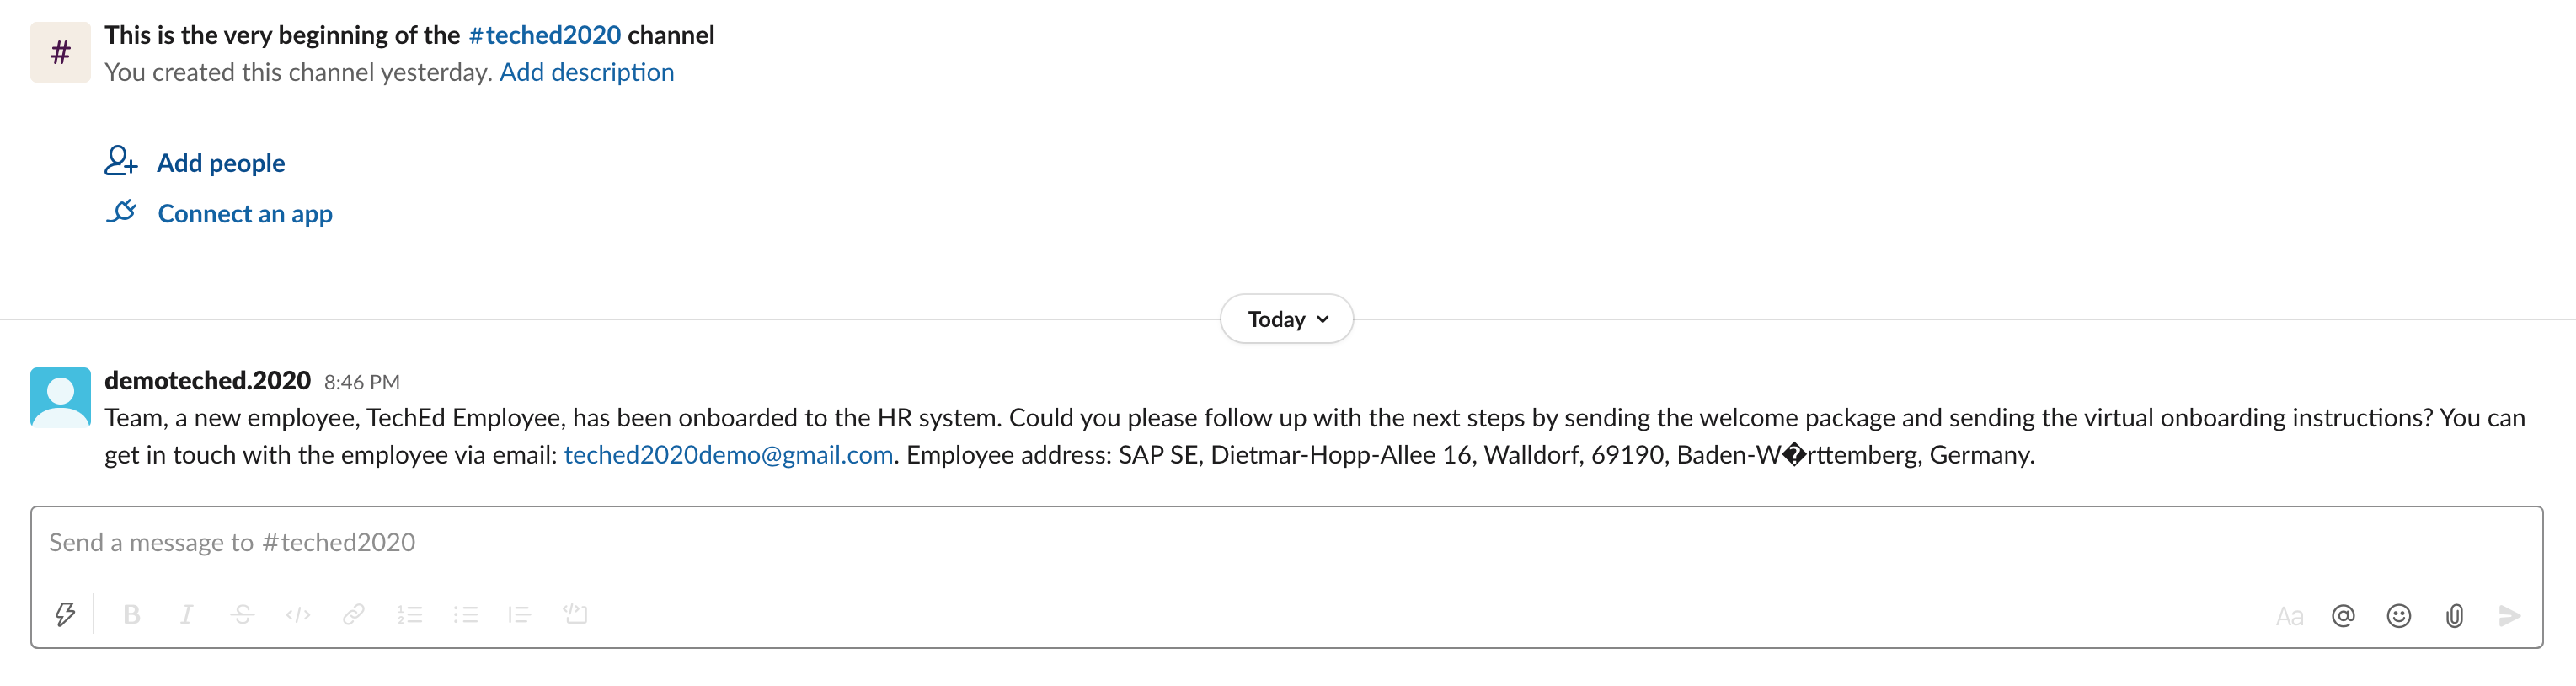 #
This is the very beginning of the #teched2020 channel
You created this channel yesterday. Add description
Add people
Connect an app
Today
demoteched.2020 8:46 PM
Team, a new employee, TechEd Employee, has been onboarded to the HR system. Could you please follow up with the next steps by sending the welcome package and sending the virtual onboarding instructions? You can
get in touch with the employee via email: teched2020demo@gmail.com. Employee address: SAP SE, Dietmar-Hopp-Allee 16, Walldorf, 69190, Baden-W�rttemberg, Germany.
Send a message to #teched2020
B I S </> Aa @